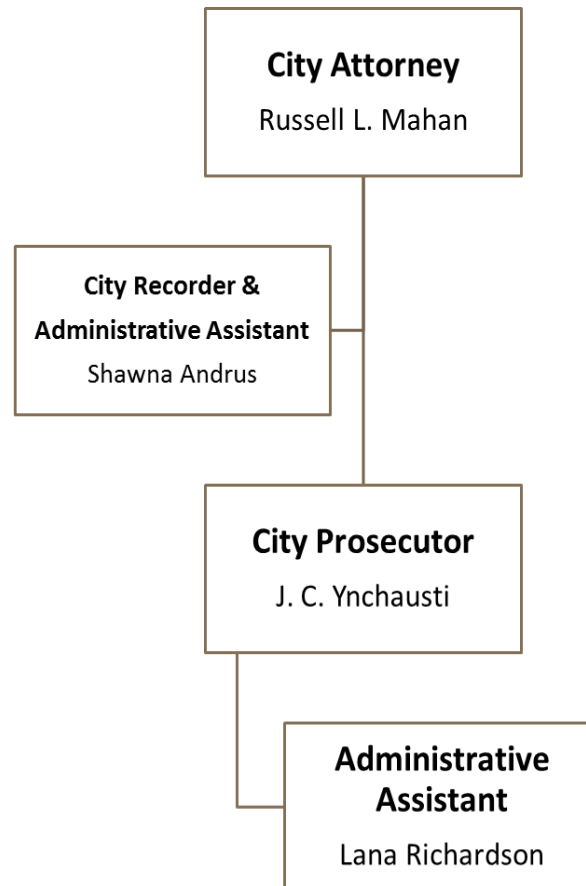 City Attorney
Russell L. Mahan
City Recorder &
Administrative Assistant
Shawna Andrus
City Prosecutor
J. C. Ynchausti
Administrative
Assistant
Lana Richardson